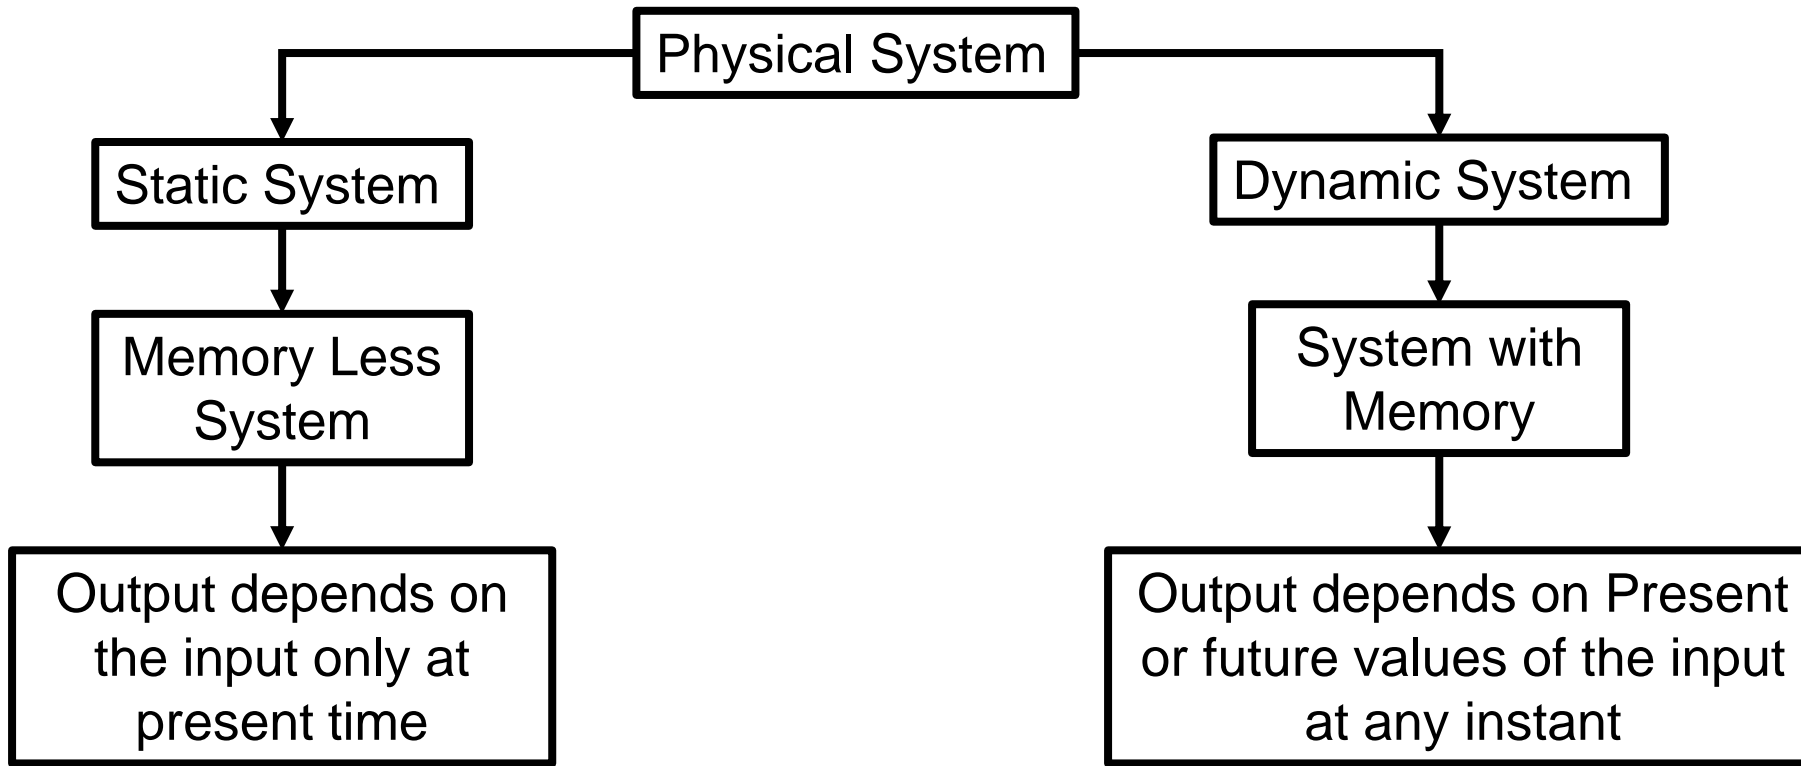 Physical System
Static System
Dynamic System
Memory Less
System
System with
Memory
Output depends on
the input only at
present time
Output depends on Present
or future values of the input
at any instant